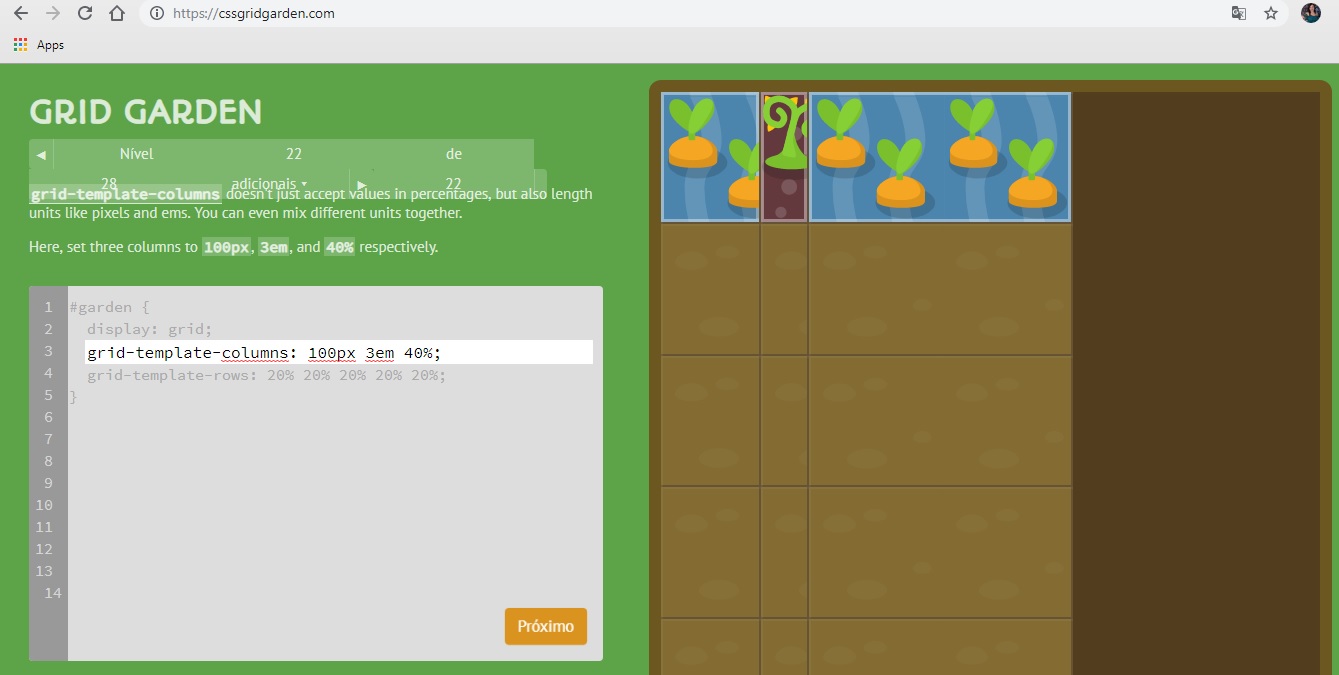 https://cssgridgarden.com
Apps
GRID GARDEN
◀ Nível 22 de
28 adicionais ▾ ▶ 22
grid-template-columns doesn't just accept values in percentages, but also length
units like pixels and ems. You can even mix different units together.
Here, set three columns to 100px, 3em, and 40% respectively.
1 #garden {
2 display: grid;
3 grid-template-columns: 100px 3em 40%;
4 grid-template-rows: 20% 20% 20% 20% 20%;
5 }
6
7
8
9
10
11
12
13
14
Próximo